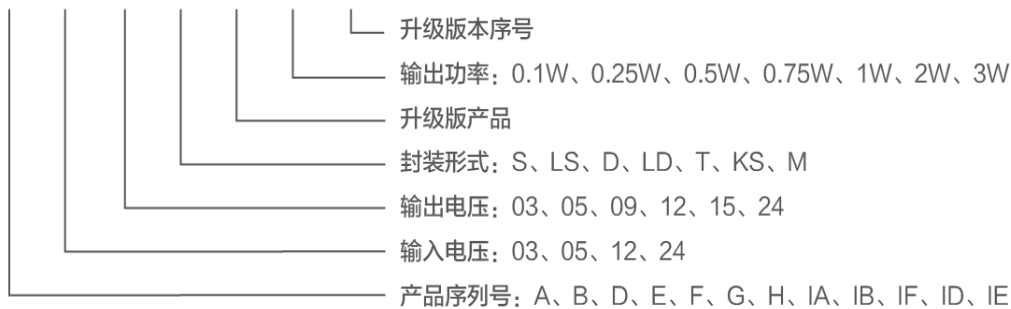 升级版本序号
输出功率：0.1W、0.25W、0.5W、0.75W、1W、2W、3W
升级版产品
封装形式：S、LS、D、LD、T、KS、M
输出电压：03、05、09、12、15、24
输入电压：03、05、12、24
产品序列号：A、B、D、E、F、G、H、IA、IB、IF、ID、IE